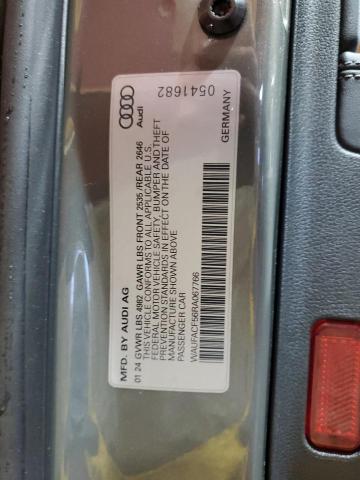 MFD. BY AUDI AG
01 24 GVWR LBS 4982 GAWR LBS FRONT 2535 /REAR 2646
THIS VEHICLE CONFORMS TO ALL APPLICABLE U.S.
FEDERAL MOTOR VEHICLE SAFETY, BUMPER AND THEFT
PREVENTION STANDARDS IN EFFECT ON THE DATE OF
MANUFACTURE SHOWN ABOVE
PASSENGER CAR
WAUFACF56RA067766
GERMANY
Audi
0541682